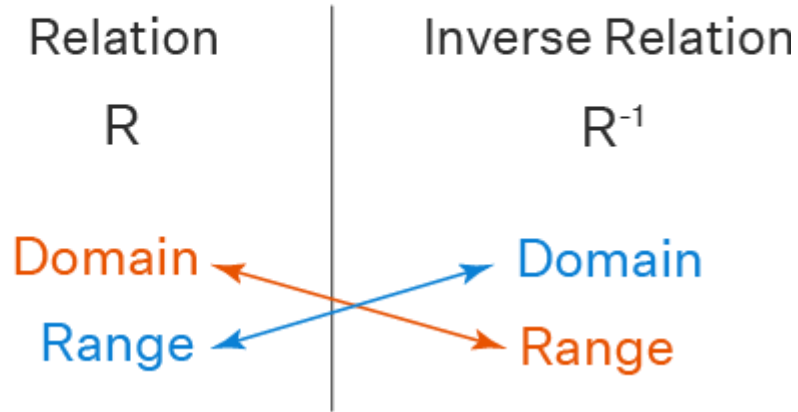 Relation
Inverse Relation
R
R⁻¹
Domain
Domain
Range
Range